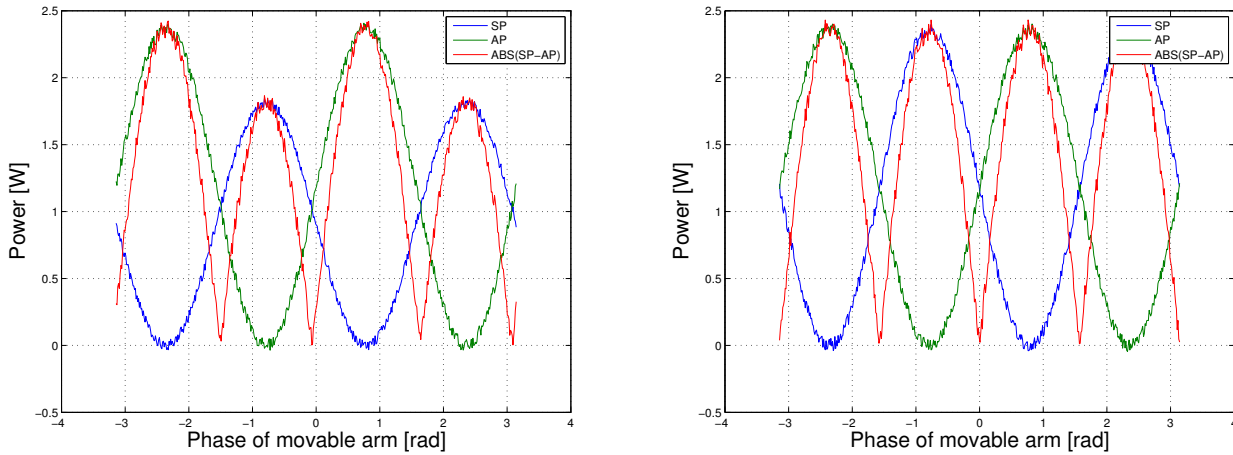 2.5
2
1.5
1
0.5
0
−0.5
Power [W]
−4 −3 −2 −1 0 1 2 3 4
Phase of movable arm [rad]
SP
AP
ABS(SP−AP)
2.5
2
1.5
1
0.5
0
−0.5
Power [W]
−4 −3 −2 −1 0 1 2 3 4
Phase of movable arm [rad]
SP
AP
ABS(SP−AP)